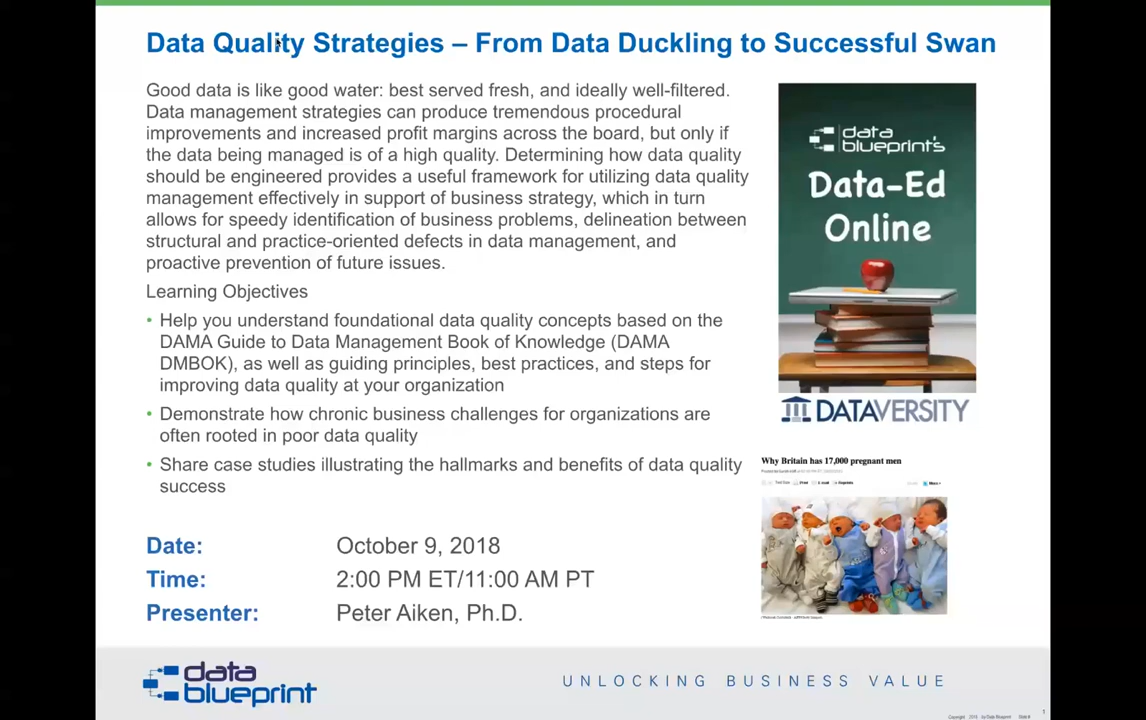 Data Quality Strategies – From Data Duckling to Successful Swan
Good data is like good water: best served fresh, and ideally well-filtered.
Data management strategies can produce tremendous procedural
improvements and increased profit margins across the board, but only if
the data being managed is of a high quality. Determining how data quality
should be engineered provides a useful framework for utilizing data quality
management effectively in support of business strategy, which in turn
allows for speedy identification of business problems, delineation between
structural and practice-oriented defects in data management, and
proactive prevention of future issues.
Learning Objectives
• Help you understand foundational data quality concepts based on the
DAMA Guide to Data Management Book of Knowledge (DAMA
DMBOK), as well as guiding principles, best practices, and steps for
improving data quality at your organization
• Demonstrate how chronic business challenges for organizations are
often rooted in poor data quality
• Share case studies illustrating the hallmarks and benefits of data quality
success
Date: October 9, 2018
Time: 2:00 PM ET/11:00 AM PT
Presenter: Peter Aiken, Ph.D.
data
blueprint's
Data-Ed
Online
DATAVERSITY
Why Britain has 17,000 pregnant men
data
blueprint
UNLOCKING BUSINESS VALUE
1